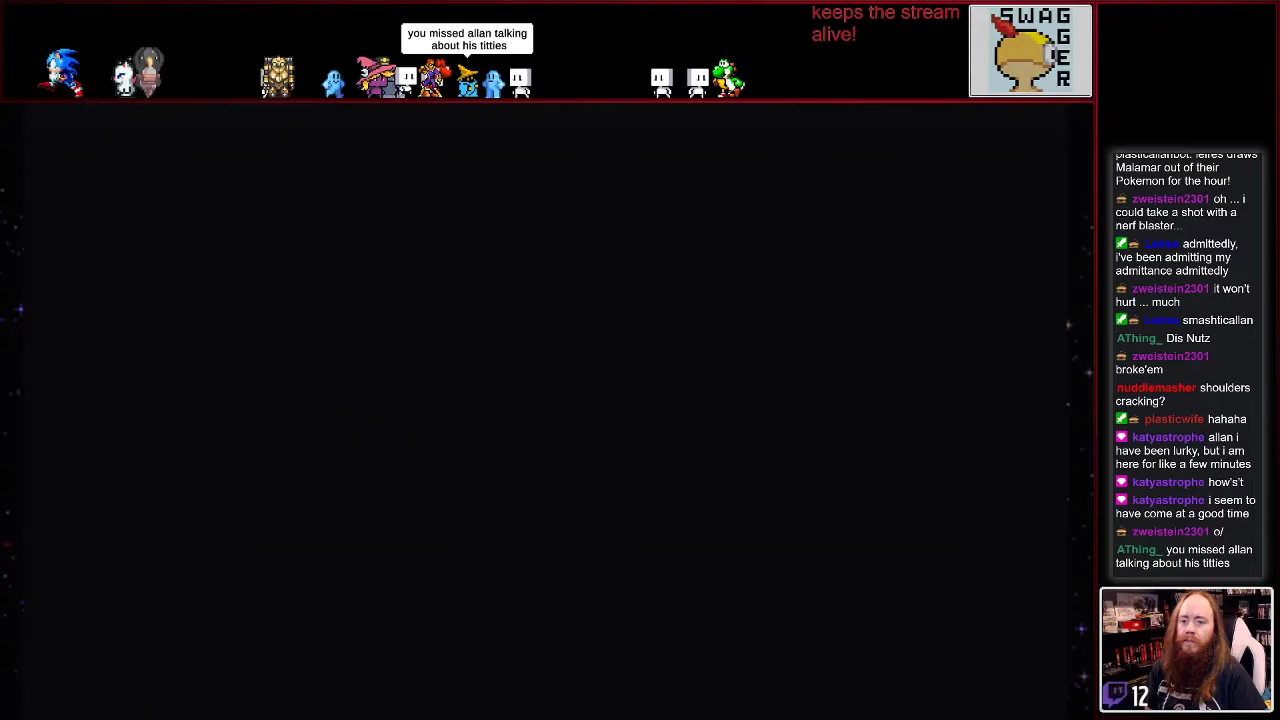 you missed allan talking
about his titties
keeps the stream
alive!
SWAG
G
E
R
Malamar out of their
Pokemon for the hour!
zweistein2301 oh ... i
could take a shot with a
nerf blaster...
admittedly,
i've been admitting my
admittance admittedly
zweistein2301 it won't
hurt ... much
smashticallan
AThing_ Dis Nutz
zweistein2301
broke'em
nuddlemasher shoulders
cracking?
plasticwife hahaha
katyastrophe allan i
have been lurky, but i am
here for like a few minutes
katyastrophe how's't
katyastrophe i seem to
have come at a good time
zweistein2301 o/
AThing_ you missed allan
talking about his titties
12